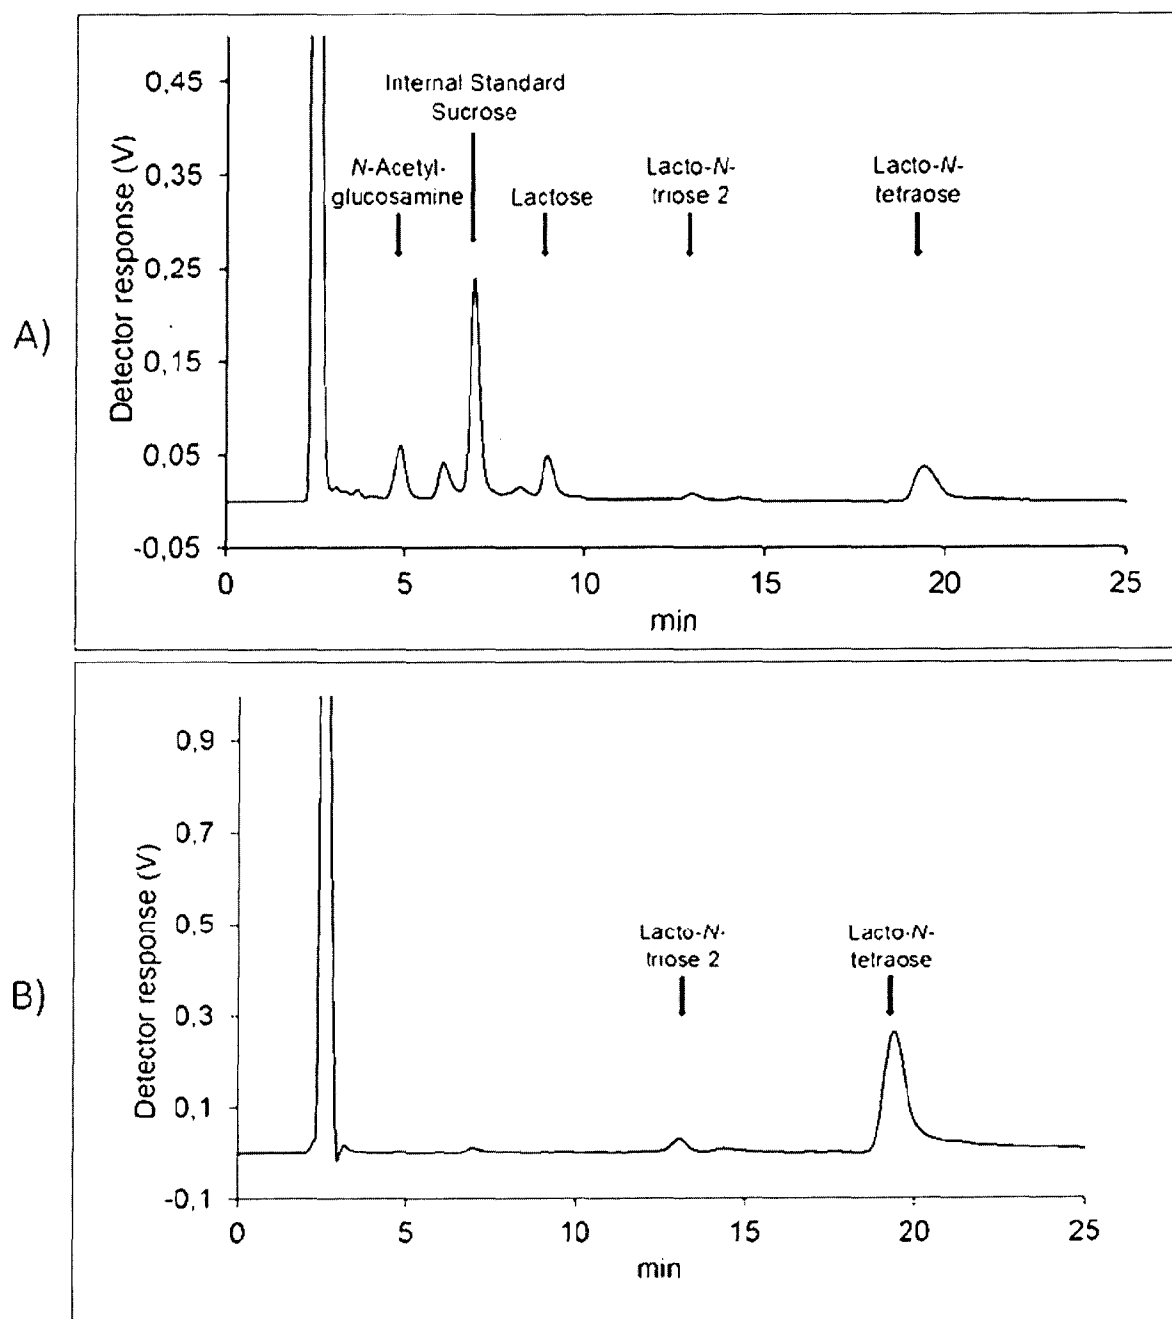 A)
Detector response (V)
0,45
0,35
0,25
0,15
0,05
-0,05
Internal Standard
Sucrose
N-Acetyl-
glucosamine
Lactose
Lacto-N-
triose 2
Lacto-N-
tetraose
0 5 10 15 20 25
min
B)
Detector response (V)
0,9
0,7
0,5
0,3
0,1
-0,1
Lacto-N-
triose 2
Lacto-N-
tetraose
0 5 10 15 20 25
min